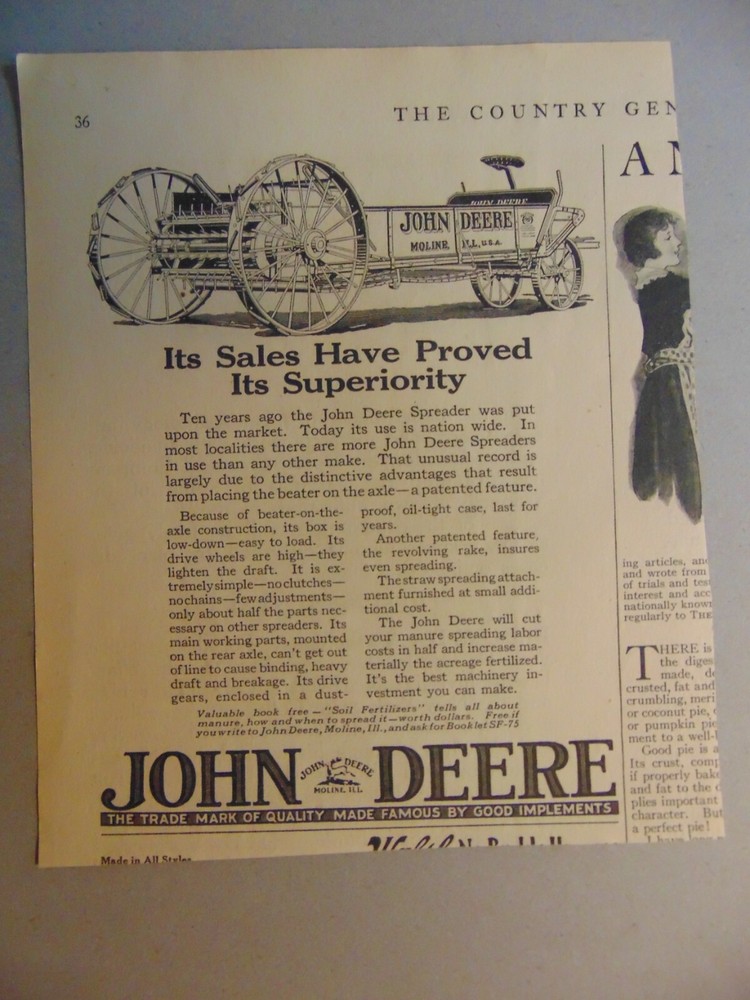 36
THE COUNTRY GEN
JOHN DEERE
JOHN DEERE
MOLINE, ILL, U.S.A.
Its Sales Have Proved
Its Superiority
Ten years ago the John Deere Spreader was put
upon the market. Today its use is nation wide. In
most localities there are more John Deere Spreaders
in use than any other make. That unusual record is
largely due to the distinctive advantages that result
from placing the beater on the axle—a patented feature.
Because of beater-on-the-
axle construction, its box is
low-down—easy to load. Its
drive wheels are high—they
lighten the draft. It is ex-
tremely simple—no clutches—
no chains—few adjustments—
only about half the parts nec-
essary on other spreaders. Its
main working parts, mounted
on the rear axle, can't get out
of line to cause binding, heavy
draft and breakage. Its drive
gears, enclosed in a dust-
proof, oil-tight case, last for
years.
Another patented feature,
the revolving rake, insures
even spreading.
The straw spreading attach-
ment furnished at small addi-
tional cost.
The John Deere will cut
your manure spreading labor
costs in half and increase ma-
terially the acreage fertilized.
It's the best machinery in-
vestment you can make.
Valuable book free—"Soil Fertilizers" tells all about
manure, how and when to spread it—worth dollars. Free if
you write to John Deere, Moline, Ill., and ask for Booklet SF-75
JOHN DEERE
JOHN DEERE
MOLINE, ILL.
THE TRADE MARK OF QUALITY MADE FAMOUS BY GOOD IMPLEMENTS
Made in All Styles
AN
ing articles, and
and wrote from
of trials and test
interest and acc
nationally known
regularly to THE
THERE is
the diges
made, de
crusted, fat and
crumbling, meri
or coconut pie,
or pumpkin pie
ment to a well-
Good pie is a
Its crust, comp
if properly bake
and fat to the
plies important
character. But
a perfect pie!
I have